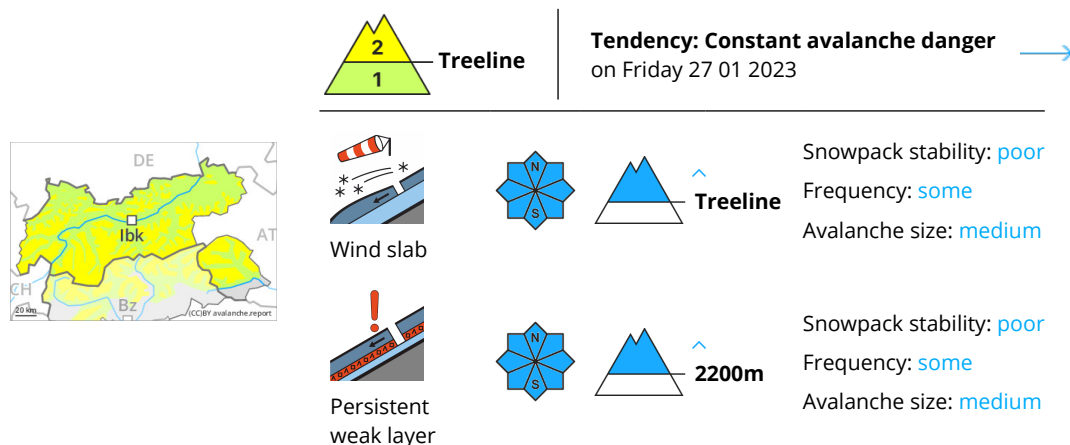 2
1
Treeline
Tendency: Constant avalanche danger
on Friday 27 01 2023
DE
Ibk
AT
CH
Bz
20 km
(CC)BY avalanche.report
Wind slab
N
S
Treeline
Snowpack stability: poor
Frequency: some
Avalanche size: medium
Persistent
weak layer
N
S
2200m
Snowpack stability: poor
Frequency: some
Avalanche size: medium